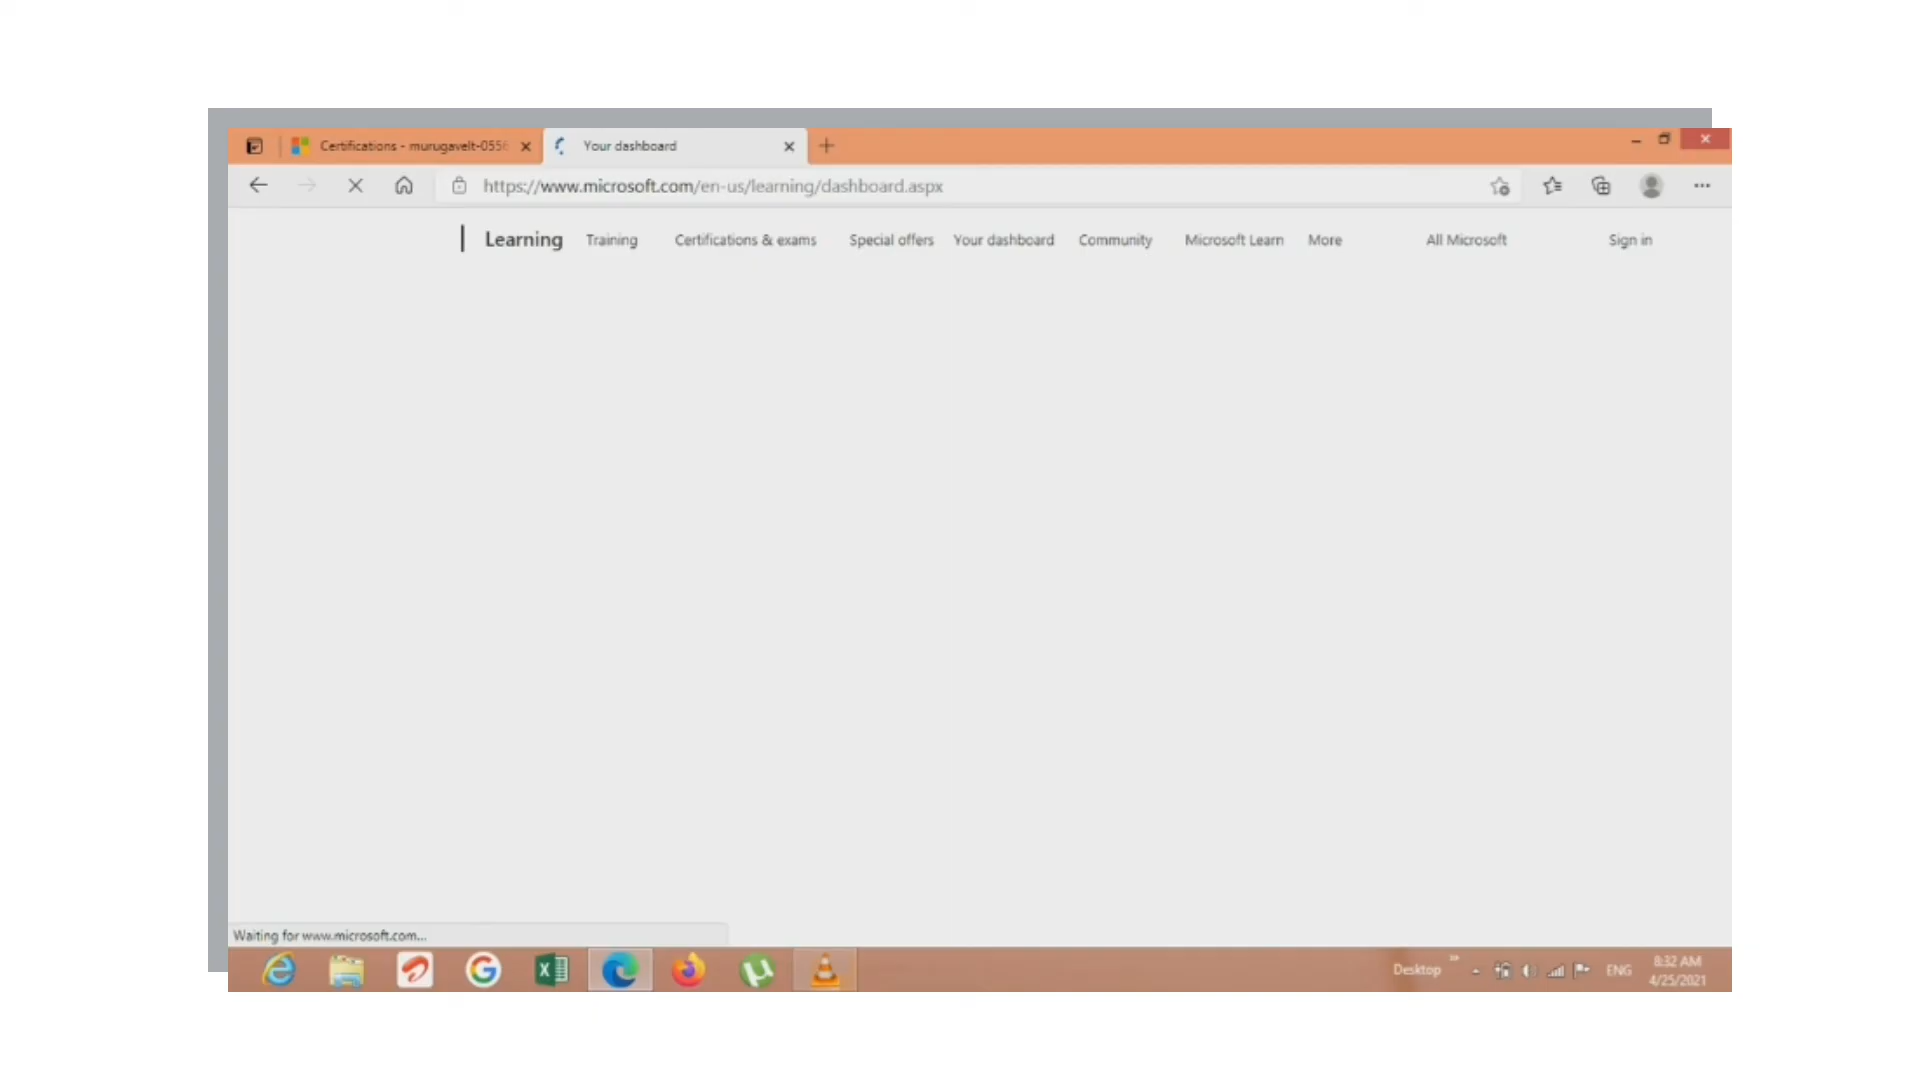 Certifications - murugavelt-0556
Your dashboard
https://www.microsoft.com/en-us/learning/dashboard.aspx
Learning Training Certifications & exams Special offers Your dashboard Community Microsoft Learn More All Microsoft Sign in
Waiting for www.microsoft.com...
Desktop ENG 8:32 AM
4/25/2021